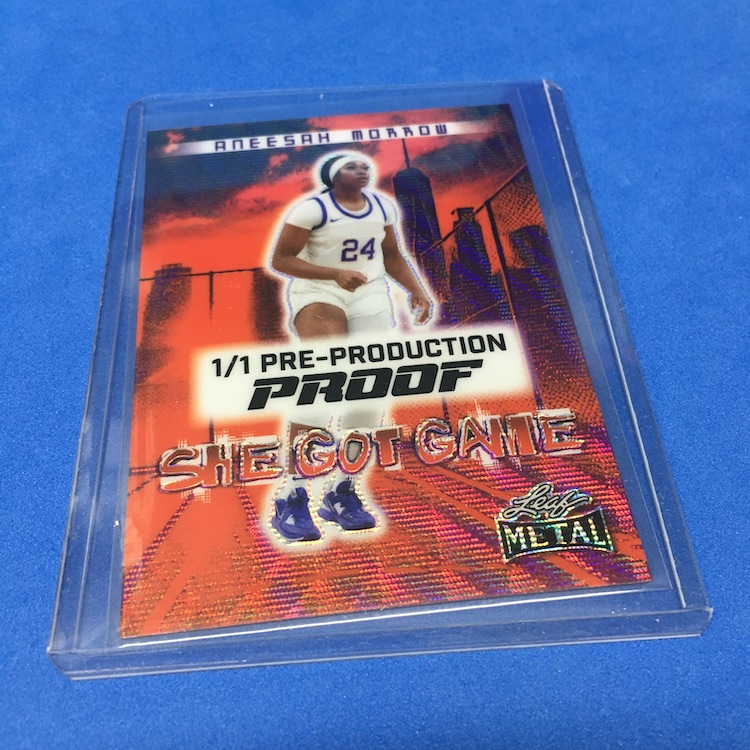 ANEESAH MORROW
24
1/1 PRE-PRODUCTION
PROOF
SHE GOT GAME
Leaf
METAL